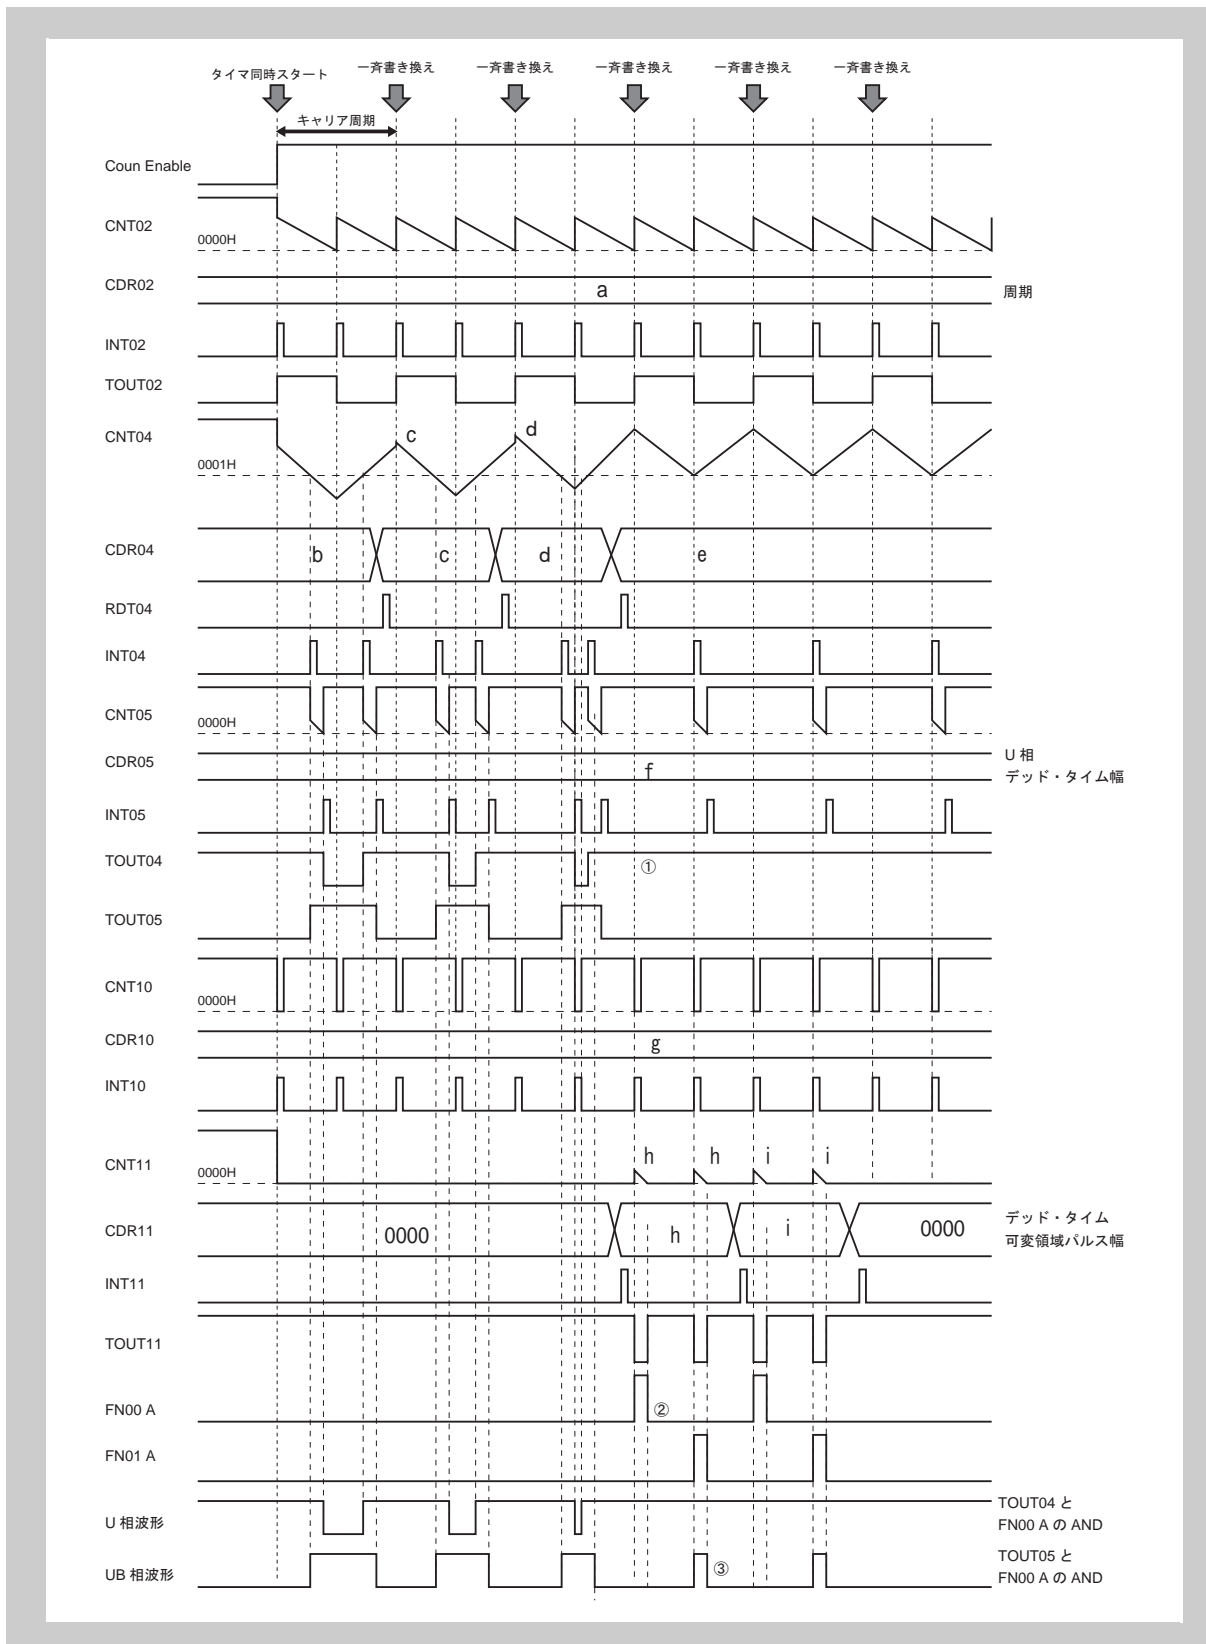 タイマ同時スタート 一斉書き換え 一斉書き換え 一斉書き換え 一斉書き換え 一斉書き換え
キャリア周期
Coun Enable
CNT02
0000H
CDR02 a 周期
INT02
TOUT02
CNT04 c d
0001H
CDR04 b c d e
RDT04
INT04
CNT05
0000H
CDR05 f U 相
デッド・タイム幅
INT05
TOUT04 ①
TOUT05
CNT10
0000H
CDR10 g
INT10
CNT11 h h i i
0000H
CDR11 0000 h i 0000 デッド・タイム
可変領域パルス幅
INT11
TOUT11
FN00 A ②
FN01 A
U 相波形 TOUT04 と
FN00 A の AND
UB 相波形 ③ TOUT05 と
FN00 A の AND